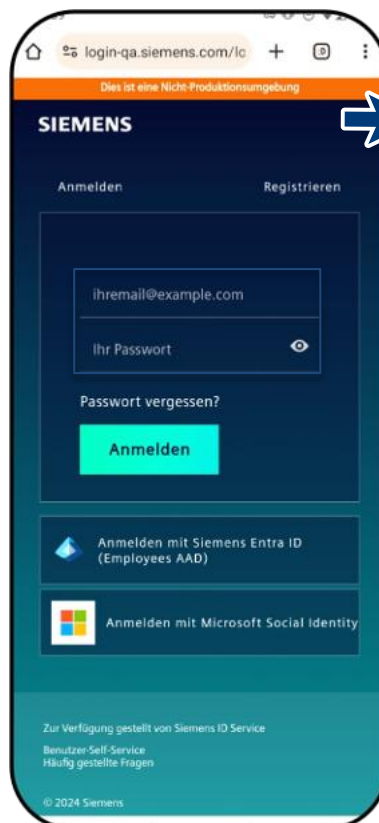 login-qa.siemens.com/lc
Dies ist eine Nicht-Produktionsumgebung
SIEMENS
Anmelden Registrieren
ihremail@example.com
Ihr Passwort
Passwort vergessen?
Anmelden
Anmelden mit Siemens Entra ID
(Employees AAD)
Anmelden mit Microsoft Social Identity
Zur Verfügung gestellt von Siemens ID Service
Benutzer-Self-Service
Häufig gestellte Fragen
© 2024 Siemens